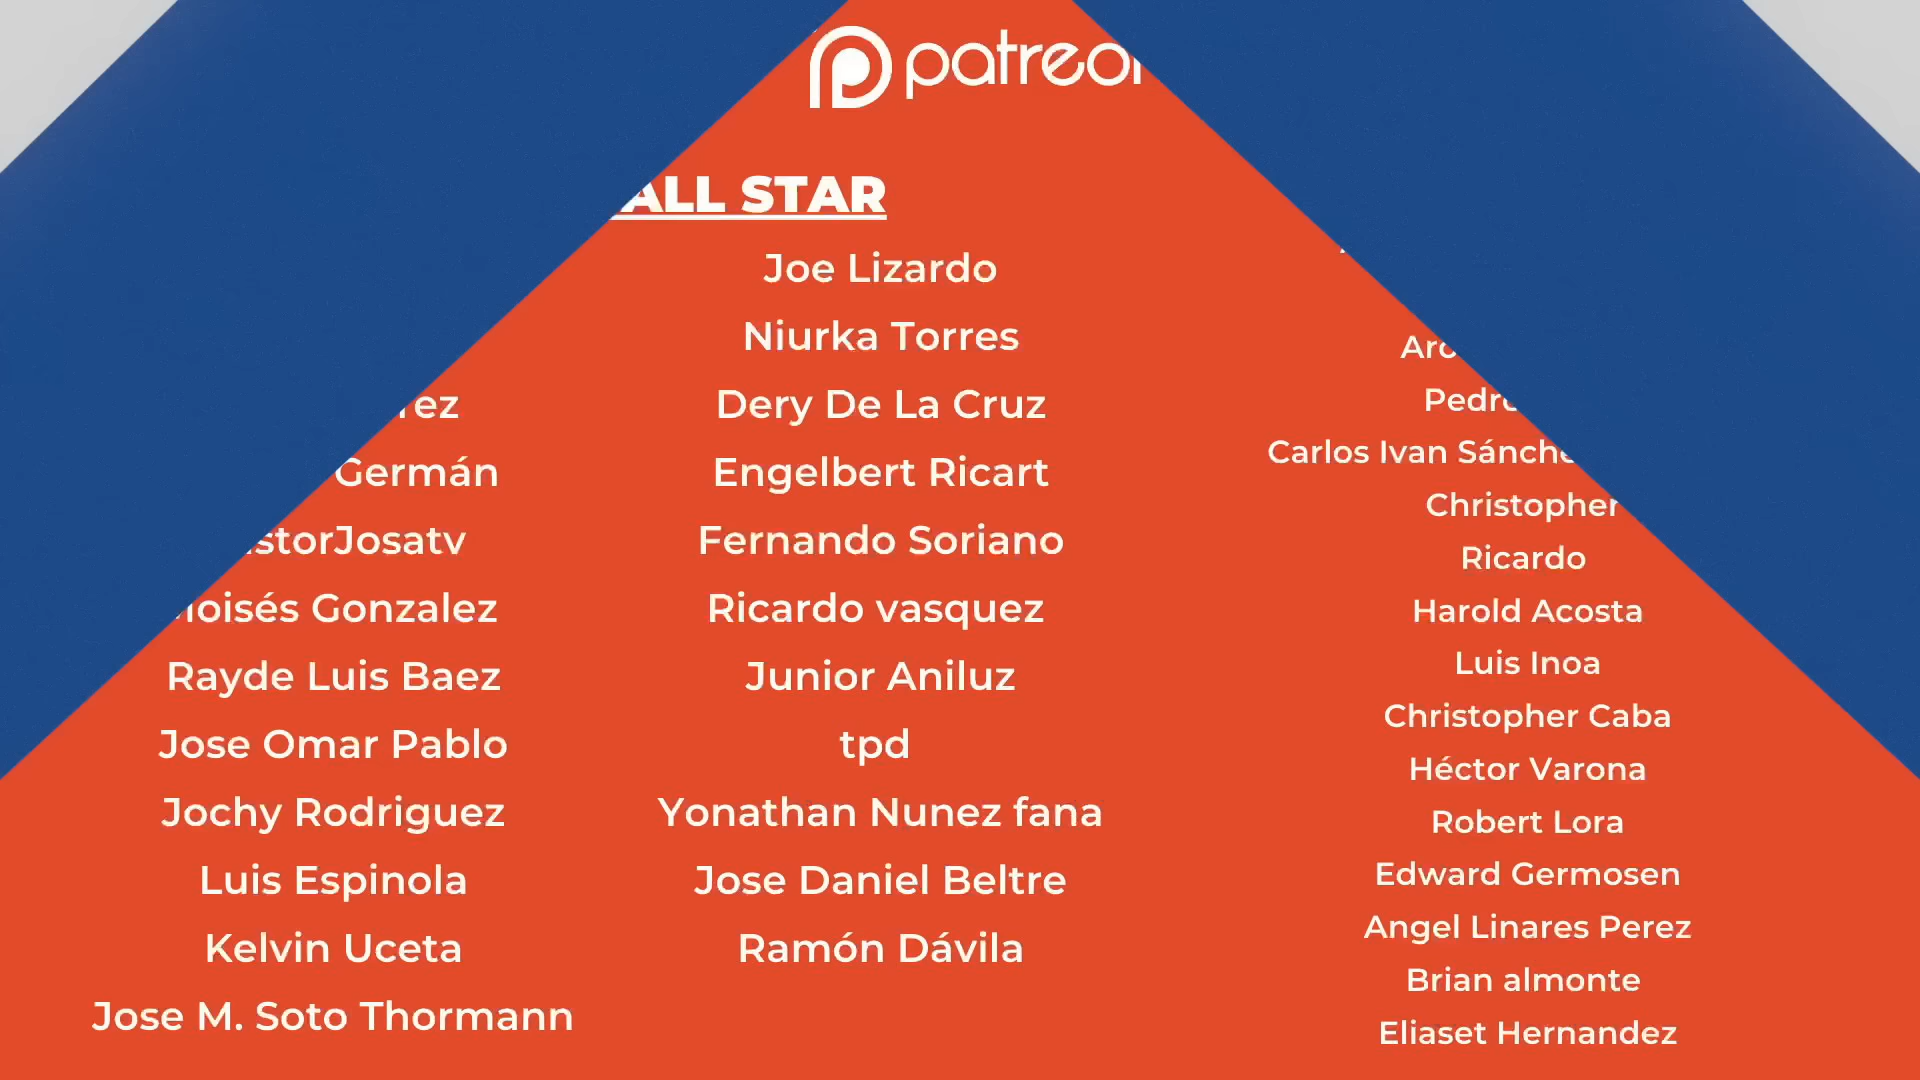 ALL STAR
Joe Lizardo
Niurka Torres
Dery De La Cruz
Germán
Engelbert Ricart
Fernando Soriano
Gonzalez
Ricardo vasquez
Rayde Luis Baez
Junior Aniluz
Jose Omar Pablo
tpd
Jochy Rodriguez
Yonathan Nunez fana
Luis Espinola
Jose Daniel Beltre
Kelvin Uceta
Ramón Dávila
Jose M. Soto Thormann
Carlos Ivan
Christopher
Ricardo
Harold Acosta
Luis Inoa
Christopher Caba
Héctor Varona
Robert Lora
Edward Germosen
Angel Linares Perez
Brian almonte
Eliaset Hernandez